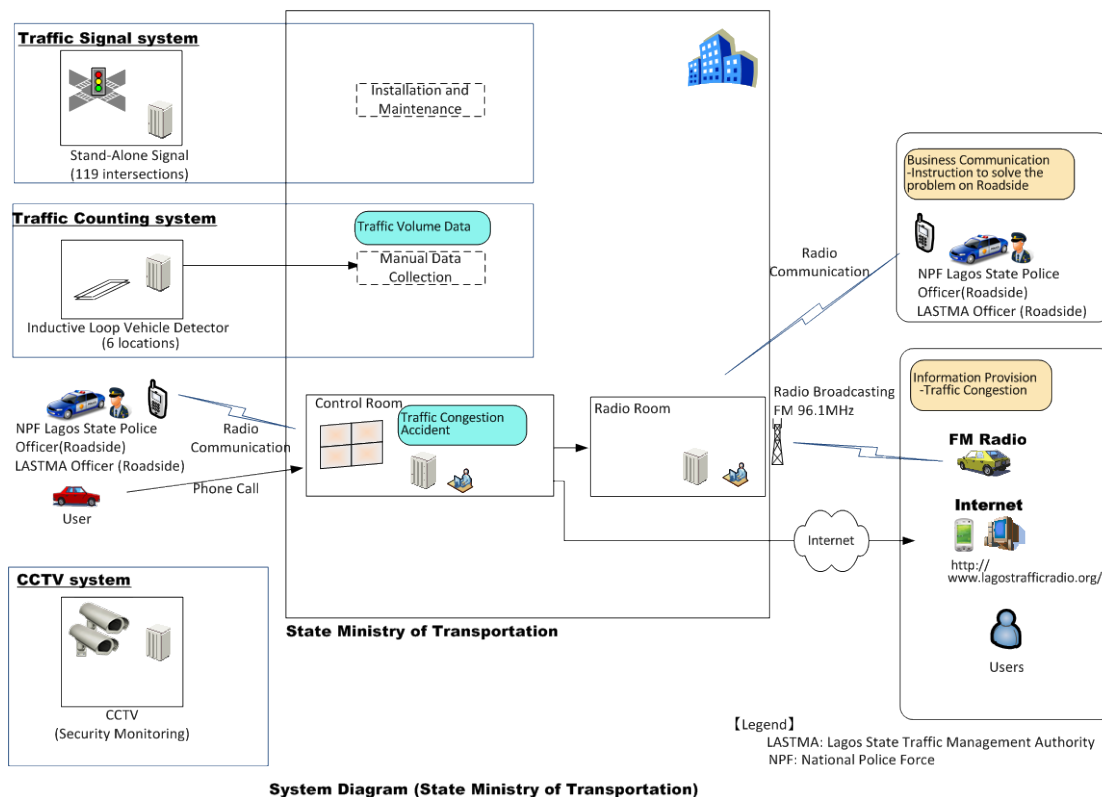 Traffic Signal system
Stand-Alone Signal
(119 intersections)
Installation and
Maintenance
Traffic Counting system
Traffic Volume Data
Manual Data
Collection
Inductive Loop Vehicle Detector
(6 locations)
NPF Lagos State Police
Officer(Roadside)
LASTMA Officer (Roadside)
Radio
Communication
User
Phone Call
Control Room
Traffic Congestion
Accident
Radio Room
Radio
Communication
Business Communication
-Instruction to solve the
problem on Roadside
NPF Lagos State Police
Officer(Roadside)
LASTMA Officer (Roadside)
Radio Broadcasting
FM 96.1MHz
Information Provision
-Traffic Congestion
FM Radio
Internet
Internet
http://
www.lagostrafficradio.org/
Users
CCTV system
CCTV
(Security Monitoring)
State Ministry of Transportation
【Legend】
LASTMA: Lagos State Traffic Management Authority
NPF: National Police Force
System Diagram (State Ministry of Transportation)